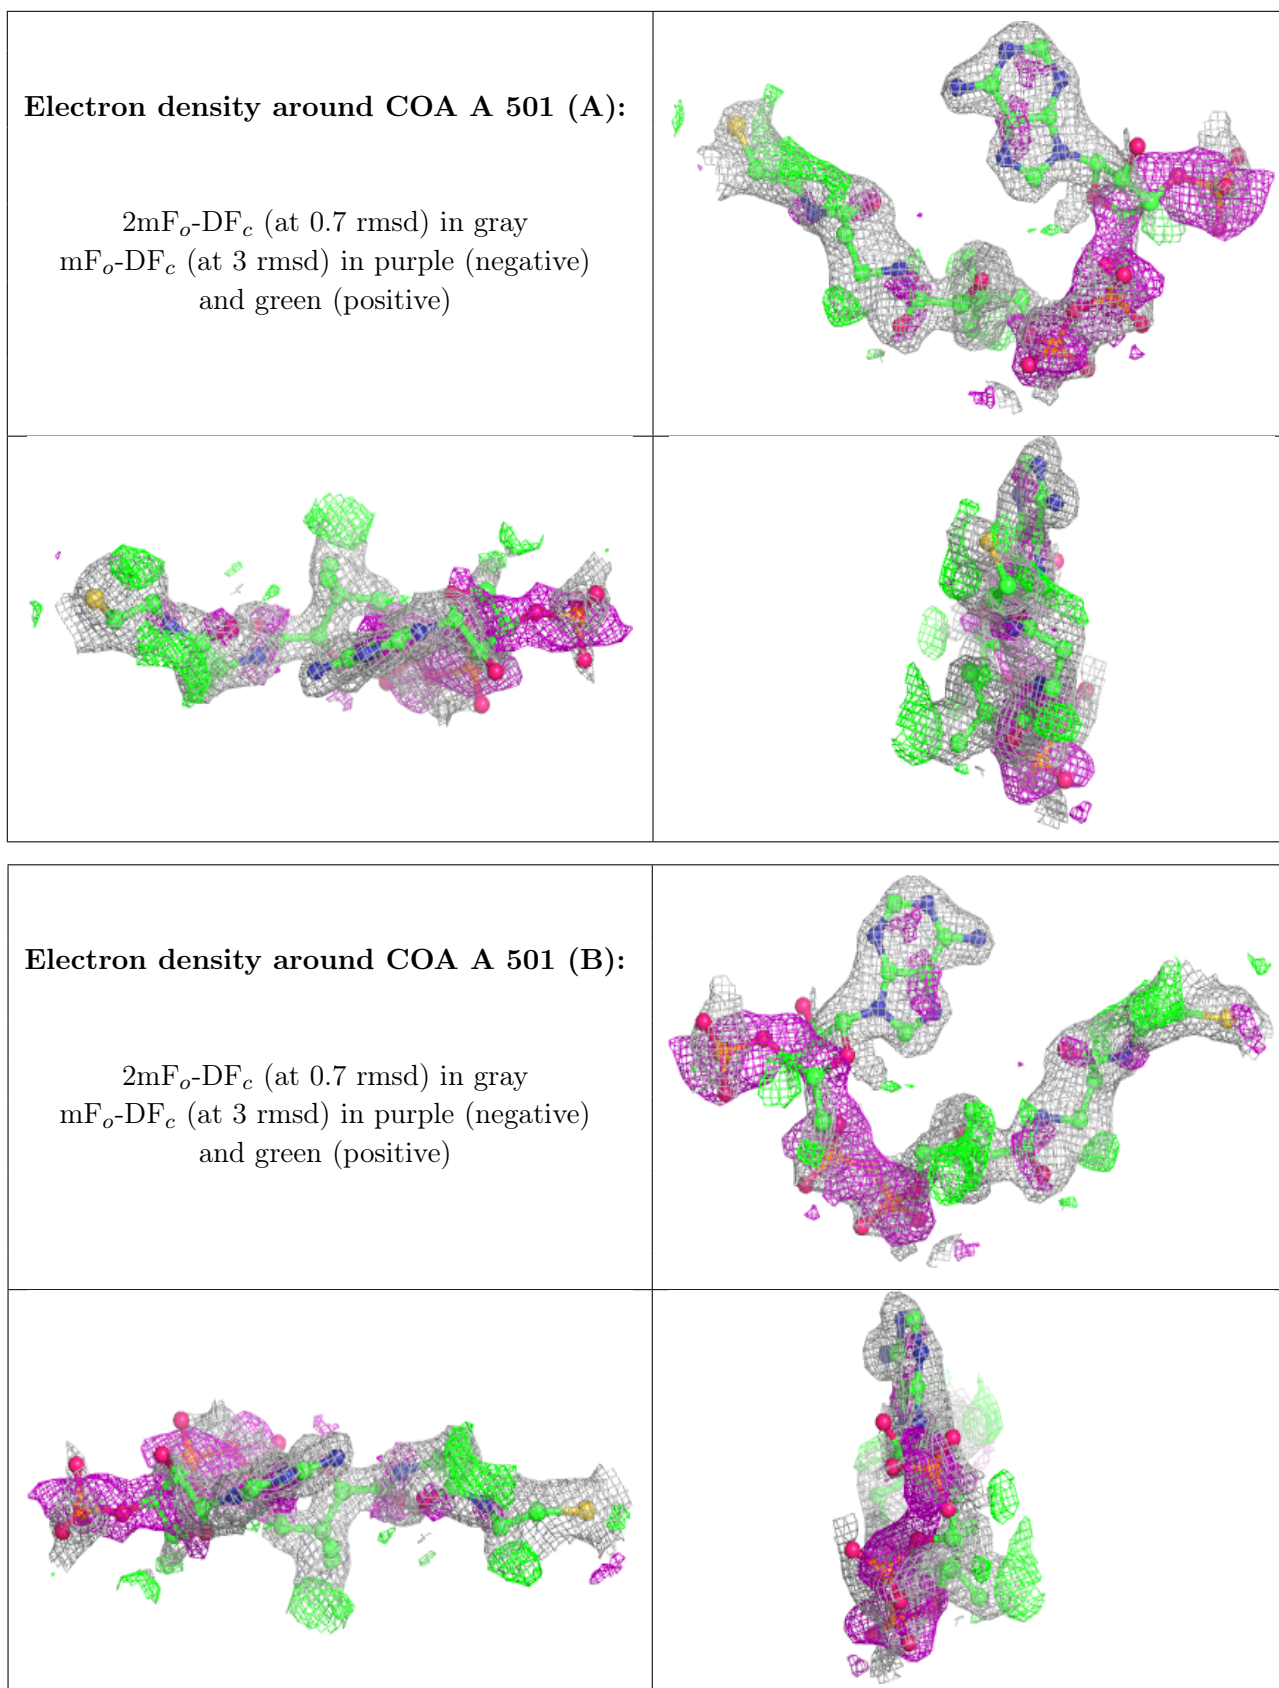 Electron density around COA A 501 (A):
2mFo-DFc (at 0.7 rmsd) in gray
mFo-DFc (at 3 rmsd) in purple (negative)
and green (positive)
Electron density around COA A 501 (B):
2mFo-DFc (at 0.7 rmsd) in gray
mFo-DFc (at 3 rmsd) in purple (negative)
and green (positive)